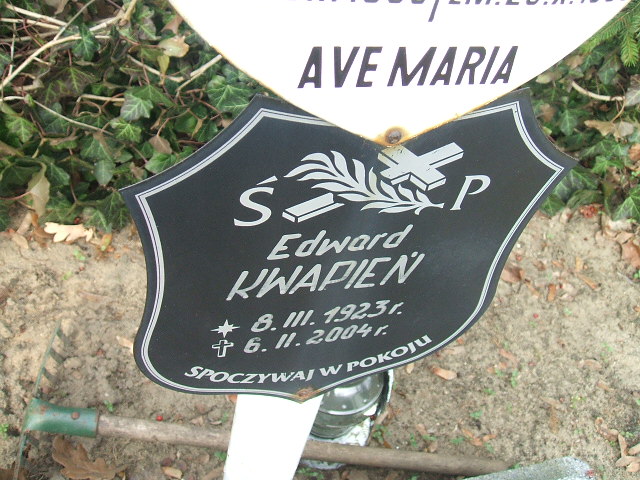 AVE MARIA
Ś P
Edward
KWAPIEŃ
8. III. 1923 r.
6. II. 2004 r.
SPOCZYWAJ W POKOJU